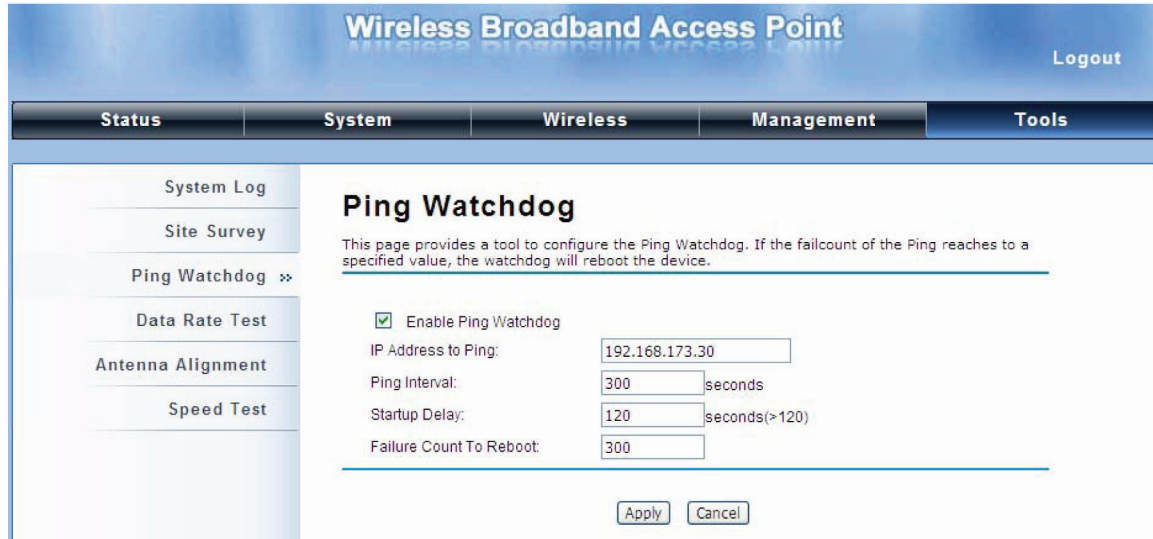 Wireless Broadband Access Point
Logout
Status System Wireless Management Tools
System Log
Site Survey
Ping Watchdog »
Data Rate Test
Antenna Alignment
Speed Test
Ping Watchdog
This page provides a tool to configure the Ping Watchdog. If the failcount of the Ping reaches to a
specified value, the watchdog will reboot the device.
Enable Ping Watchdog
IP Address to Ping: 192.168.173.30
Ping Interval: 300 seconds
Startup Delay: 120 seconds(>120)
Failure Count To Reboot: 300
Apply Cancel